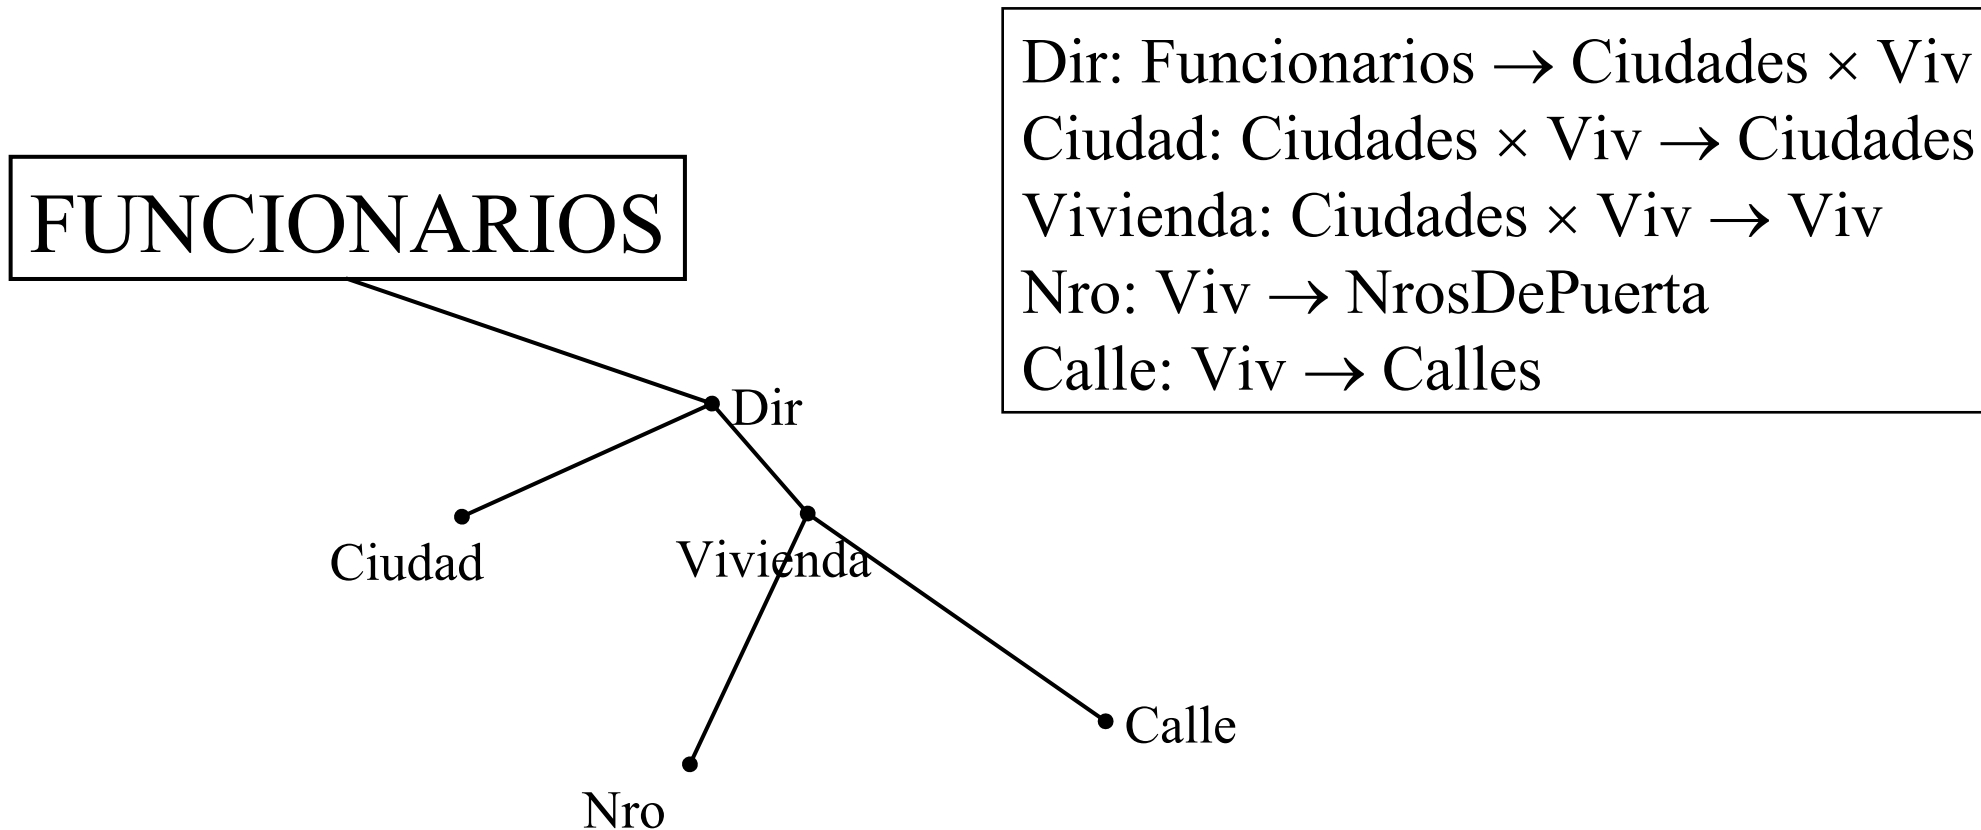 Dir: Funcionarios → Ciudades × Viv
Ciudad: Ciudades × Viv → Ciudades
Vivienda: Ciudades × Viv → Viv
Nro: Viv → NrosDePuerta
Calle: Viv → Calles
FUNCIONARIOS
Dir
Ciudad
Vivienda
Calle
Nro